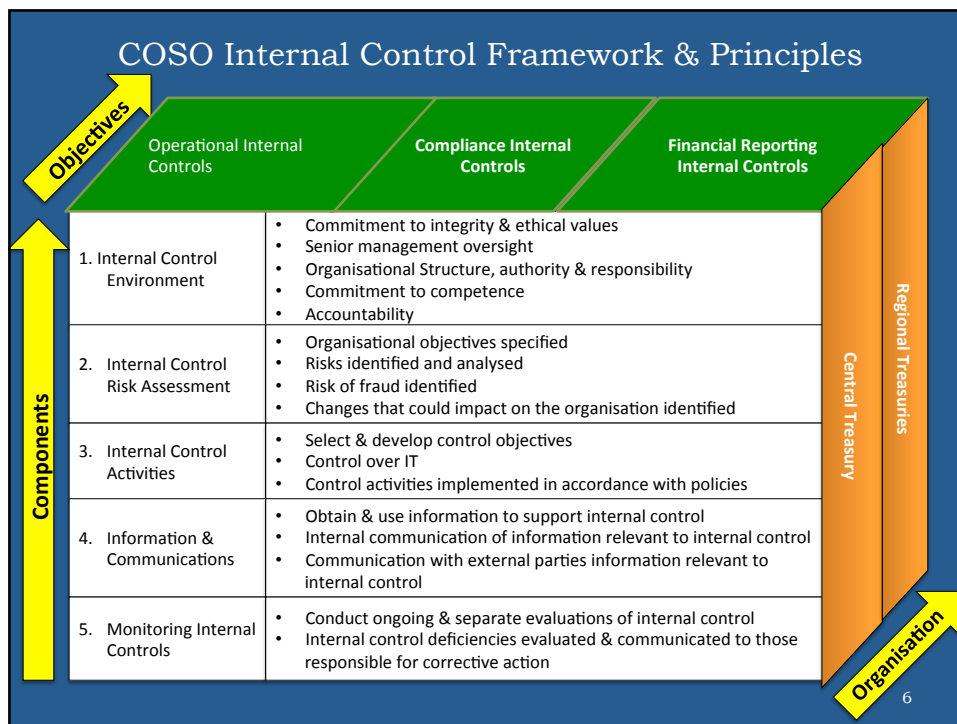 COSO Internal Control Framework & Principles
Objectives
Operational Internal
Controls
Compliance Internal
Controls
Financial Reporting
Internal Controls
Components
1. Internal Control
Environment
• Commitment to integrity & ethical values
• Senior management oversight
• Organisational Structure, authority & responsibility
• Commitment to competence
• Accountability
2. Internal Control
Risk Assessment
• Organisational objectives specified
• Risks identified and analysed
• Risk of fraud identified
• Changes that could impact on the organisation identified
3. Internal Control
Activities
• Select & develop control objectives
• Control over IT
• Control activities implemented in accordance with policies
4. Information &
Communications
• Obtain & use information to support internal control
• Internal communication of information relevant to internal control
• Communication with external parties information relevant to
internal control
5. Monitoring Internal
Controls
• Conduct ongoing & separate evaluations of internal control
• Internal control deficiencies evaluated & communicated to those
responsible for corrective action
Central Treasury
Regional Treasuries
Organisation
6